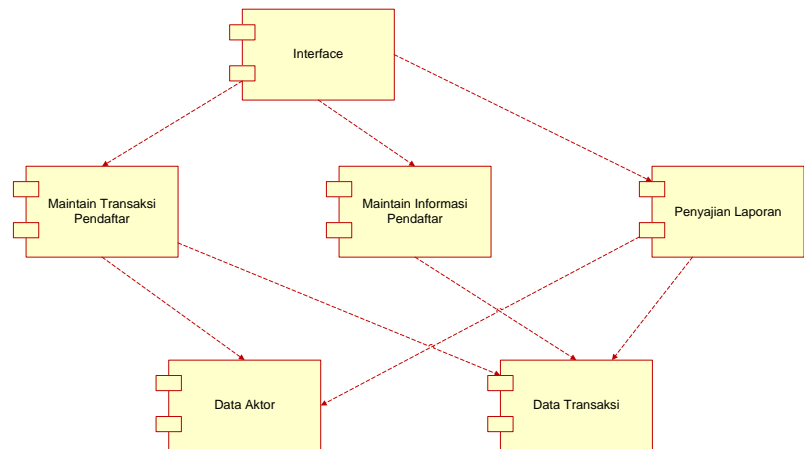 Interface
Maintain Transaksi
Pendaftar
Maintain Informasi
Pendaftar
Penyajian Laporan
Data Aktor
Data Transaksi